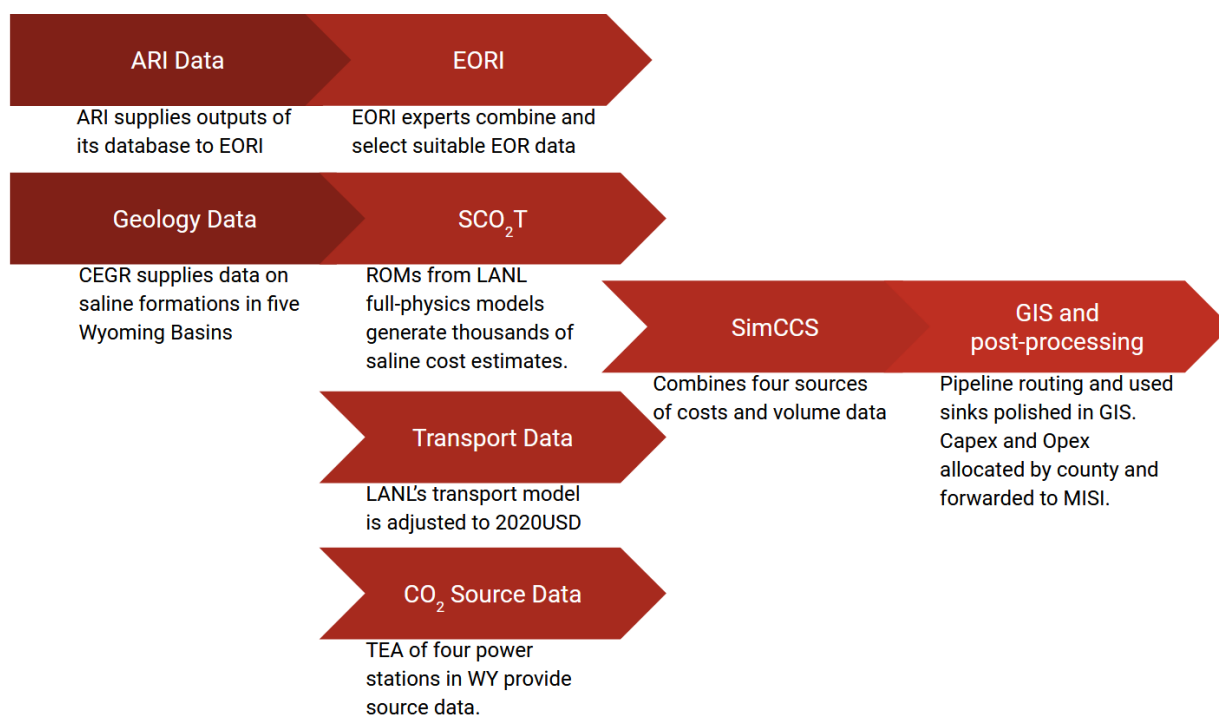 ARI Data
EORI
ARI supplies outputs of
its database to EORI
EORI experts combine and
select suitable EOR data
Geology Data
SCO₂T
CEGR supplies data on
saline formations in five
Wyoming Basins
ROMs from LANL
full-physics models
generate thousands of
saline cost estimates.
SimCCS
GIS and
post-processing
Combines four sources
of costs and volume data
Pipeline routing and used
sinks polished in GIS.
Capex and Opex
allocated by county and
forwarded to MISI.
Transport Data
LANL’s transport model
is adjusted to 2020USD
CO₂ Source Data
TEA of four power
stations in WY provide
source data.